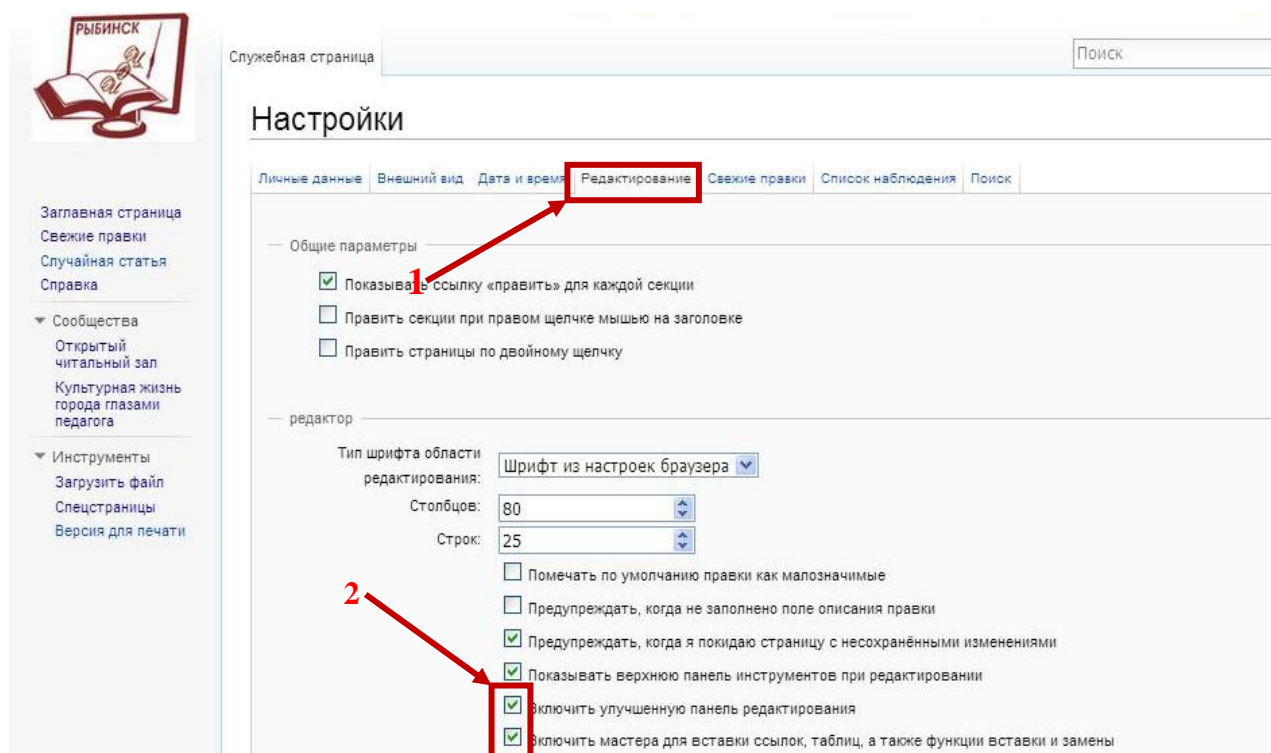 РЫБИНСК
Служебная страница
Поиск
Настройки
Личные данные Внешний вид Дата и время Редактирование Свежие правки Список наблюдения Поиск
Заглавная страница
Свежие правки
Случайная статья
Справка
Сообщества
Открытый
читальный зал
Культурная жизнь
города глазами
педагога
Инструменты
Загрузить файл
Спецстраницы
Версия для печати
Общие параметры
1
Показывать ссылку «править» для каждой секции
Править секции при правом щелчке мышью на заголовке
Править страницы по двойному щелчку
редактор
Тип шрифта области
редактирования:
Шрифт из настроек браузера
Столбцов: 80
Строк: 25
Помечать по умолчанию правки как малозначимые
2
Предупреждать, когда не заполнено поле описания правки
Предупреждать, когда я покидаю страницу с несохранёнными изменениями
Показывать верхнюю панель инструментов при редактировании
Включить улучшенную панель редактирования
Включить мастера для вставки ссылок, таблиц, а также функции вставки и замены